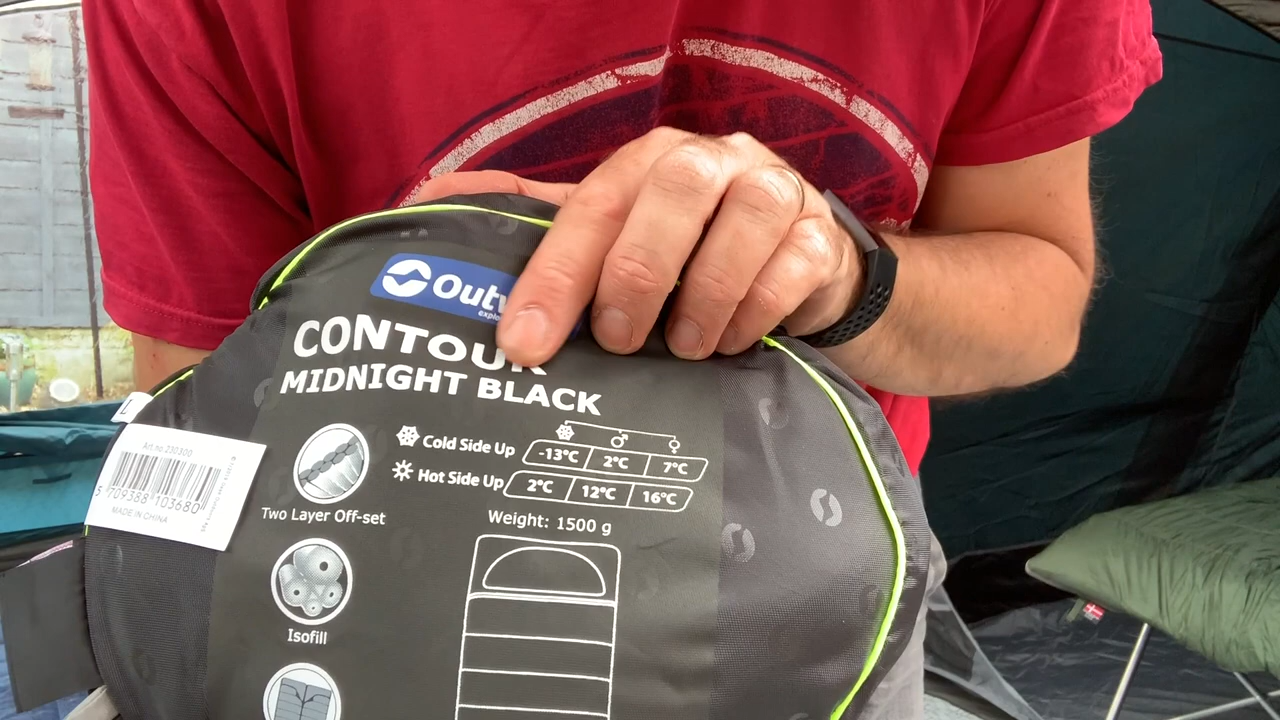 CONTOUR
MIDNIGHT BLACK
Cold Side Up -13°C 2°C 7°C
Hot Side Up 2°C 12°C 16°C
Weight: 1500 g
Two Layer Off-set
Isofill
Art.no. 230300
5 709388 103680
MADE IN CHINA